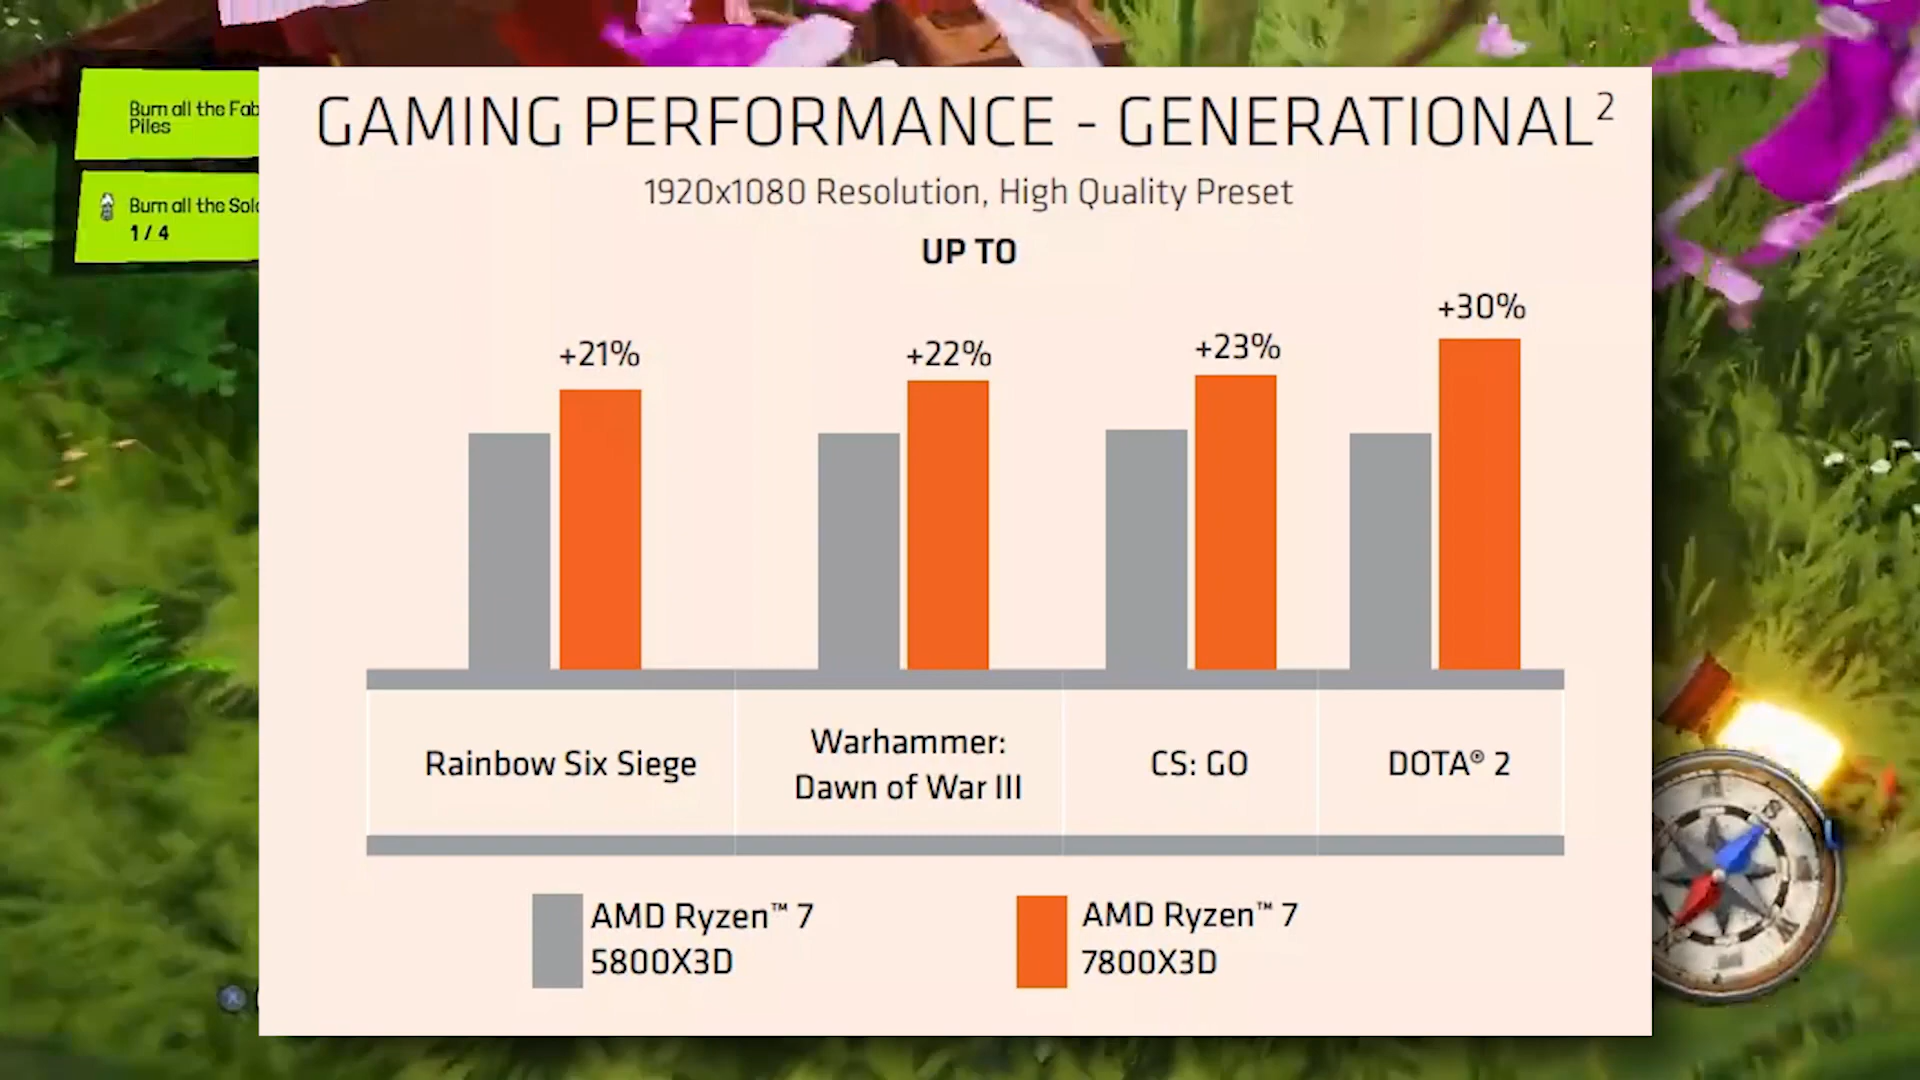 Burn all the Fab
Piles
Burn all the Sol
1 / 4
GAMING PERFORMANCE - GENERATIONAL²
1920x1080 Resolution, High Quality Preset
UP TO
+21%
+22%
+23%
+30%
Rainbow Six Siege
Warhammer:
Dawn of War III
CS: GO
DOTA® 2
AMD Ryzen™ 7
5800X3D
AMD Ryzen™ 7
7800X3D
S